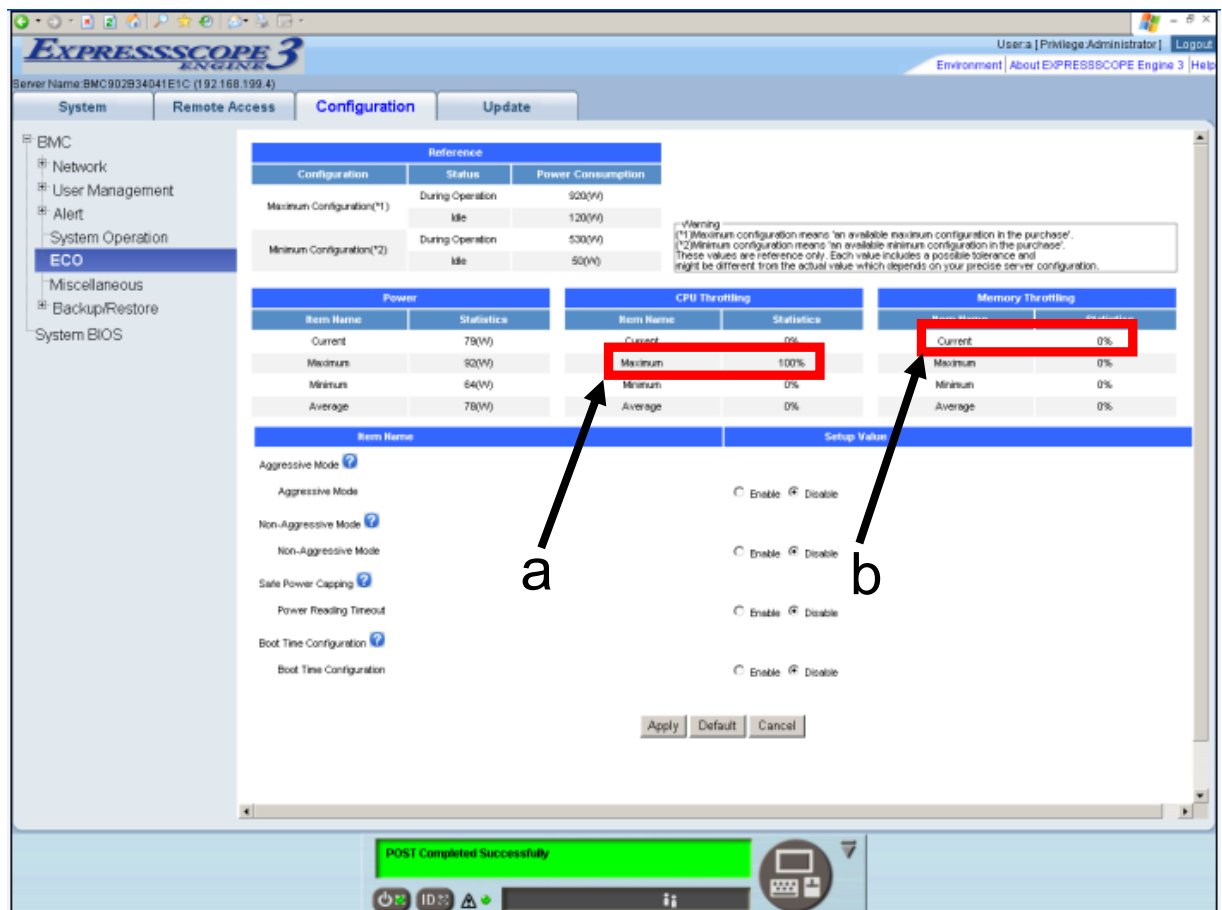 EXPRESSSCOPE
ENGINE 3
User:a [ Privilege:Administrator ] Logout
Environment | About EXPRESSSCOPE Engine 3 | Help
Server Name:BMC902B34041E1C (192.168.199.4)
System Remote Access Configuration Update
BMC
Network
User Management
Alert
System Operation
ECO
Miscellaneous
Backup/Restore
System BIOS
Reference
Configuration Status Power Consumption
Maximum Configuration(*1) During Operation 920(W)
Idle 120(W)
Minimum Configuration(*2) During Operation 530(W)
Idle 50(W)
Warning
(*1)Maximum configuration means 'an available maximum configuration in the purchase'.
(*2)Minimum configuration means 'an available minimum configuration in the purchase'.
These values are reference only. Each value includes a possible tolerance and
might be different from the actual value which depends on your precise server configuration.
Power CPU Throttling Memory Throttling
Item Name Statistics Item Name Statistics Item Name Statistics
Current 79(W) Current 0% Current 0%
Maximum 92(W) Maximum 100% Maximum 0%
Minimum 64(W) Minimum 0% Minimum 0%
Average 78(W) Average 0% Average 0%
Item Name Setup Value
Aggressive Mode ?
Aggressive Mode Enable Disable
Non-Aggressive Mode ?
Non-Aggressive Mode Enable Disable
a b
Safe Power Capping ?
Power Reading Timeout Enable Disable
Boot Time Configuration ?
Boot Time Configuration Enable Disable
Apply Default Cancel
POST Completed Successfully
ID